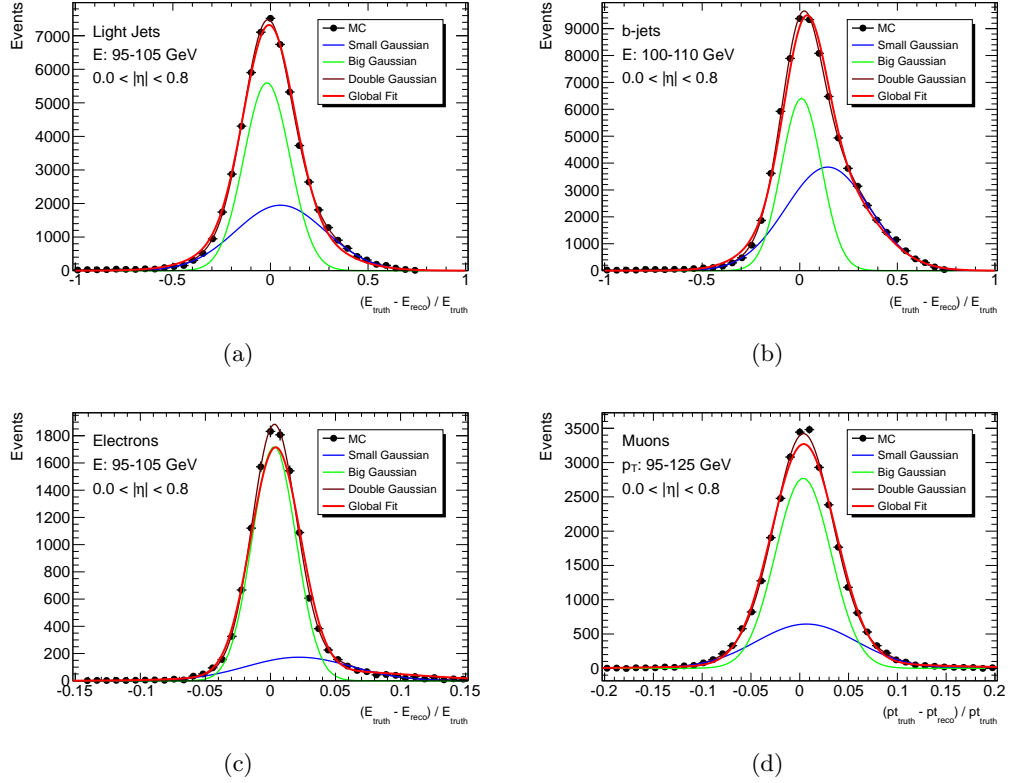 Events
7000
6000
5000
4000
3000
2000
1000
0
-1 -0.5 0 0.5 1
Light Jets
E: 95-105 GeV
0.0 < |η| < 0.8
MC
Small Gaussian
Big Gaussian
Double Gaussian
Global Fit
(E_truth - E_reco) / E_truth
(a)
Events
9000
8000
7000
6000
5000
4000
3000
2000
1000
0
-1 -0.5 0 0.5 1
b-jets
E: 100-110 GeV
0.0 < |η| < 0.8
MC
Small Gaussian
Big Gaussian
Double Gaussian
Global Fit
(E_truth - E_reco) / E_truth
(b)
Events
1800
1600
1400
1200
1000
800
600
400
200
0
-0.15 -0.1 -0.05 0 0.05 0.1 0.15
Electrons
E: 95-105 GeV
0.0 < |η| < 0.8
MC
Small Gaussian
Big Gaussian
Double Gaussian
Global Fit
(E_truth - E_reco) / E_truth
(c)
Events
3500
3000
2500
2000
1500
1000
500
0
-0.2 -0.15 -0.1 -0.05 0 0.05 0.1 0.15 0.2
Muons
p_T: 95-125 GeV
0.0 < |η| < 0.8
MC
Small Gaussian
Big Gaussian
Double Gaussian
Global Fit
(pt_truth - pt_reco) / pt_truth
(d)